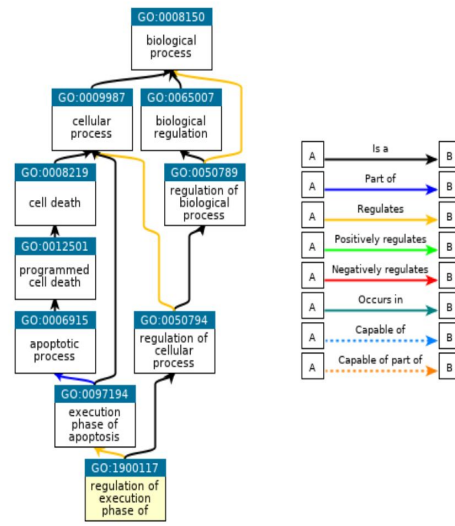 GO:0008150
biological
process
GO:0009987
cellular
process
GO:0065007
biological
regulation
GO:0008219
cell death
GO:0050789
regulation of
biological
process
GO:0012501
programmed
cell death
GO:0006915
apoptotic
process
GO:0050794
regulation of
cellular
process
GO:0097194
execution
phase of
apoptosis
GO:1900117
regulation of
execution
phase of
A Is a B
A Part of B
A Regulates B
A Positively regulates B
A Negatively regulates B
A Occurs in B
A Capable of B
A Capable of part of B